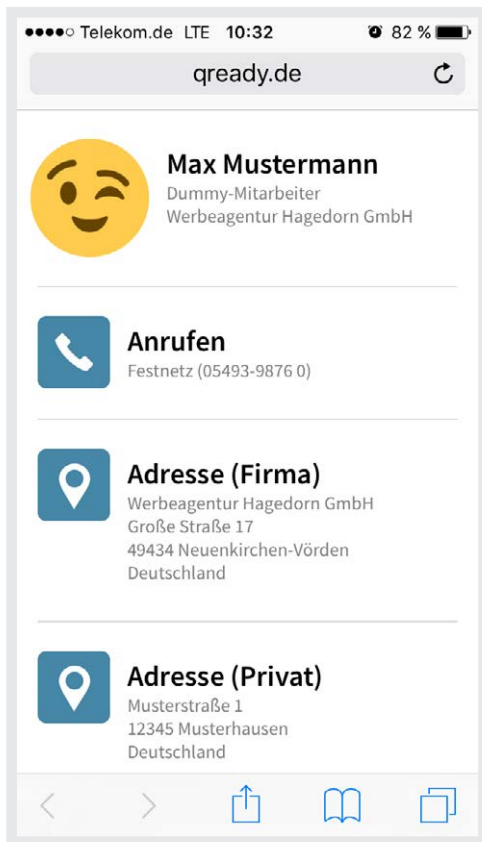 Telekom.de LTE 10:32 82 %
qready.de
Max Mustermann
Dummy-Mitarbeiter
Werbeagentur Hagedorn GmbH
Anrufen
Festnetz (05493-9876 0)
Adresse (Firma)
Werbeagentur Hagedorn GmbH
Große Straße 17
49434 Neuenkirchen-Vörden
Deutschland
Adresse (Privat)
Musterstraße 1
12345 Musterhausen
Deutschland